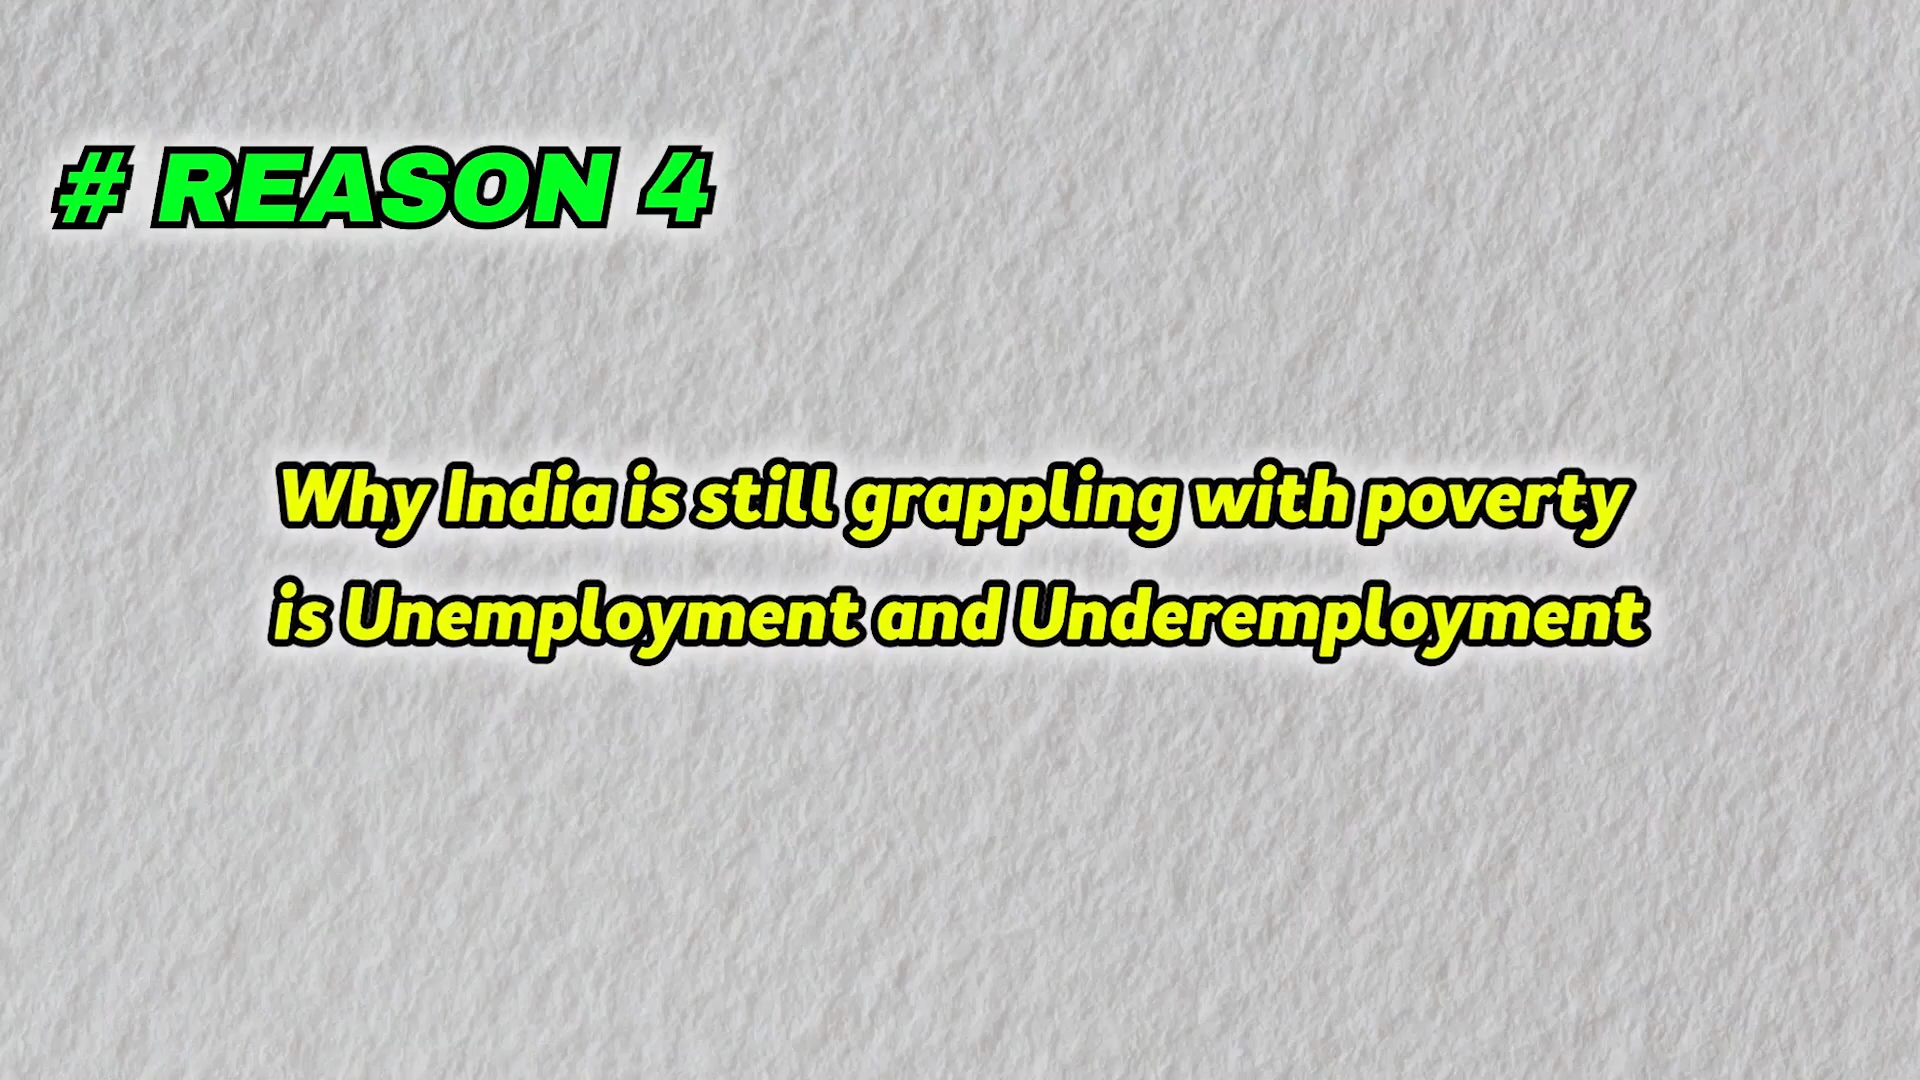 # REASON 4
Why India is still grappling with poverty
is Unemployment and Underemployment